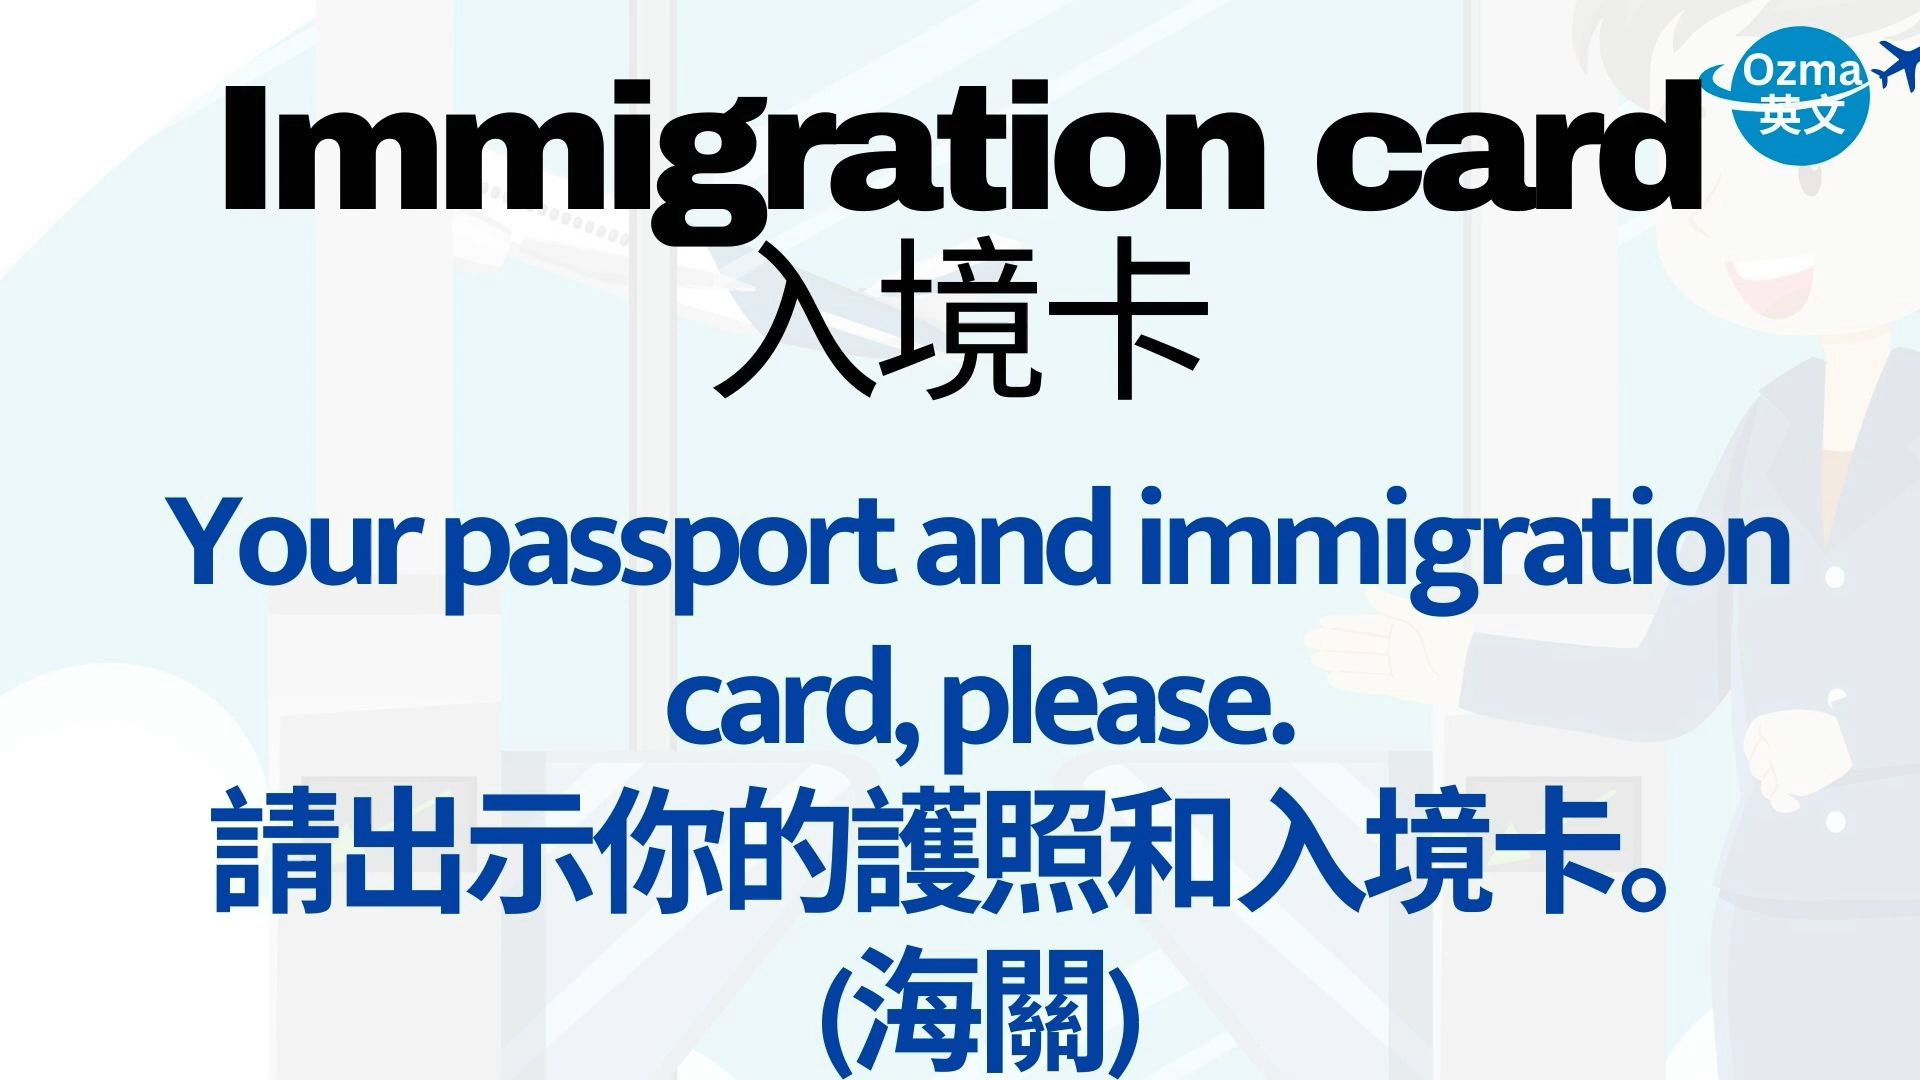 Ozma
英文
Immigration card
入境卡
Your passport and immigration
card, please.
請出示你的護照和入境卡。
(海關)